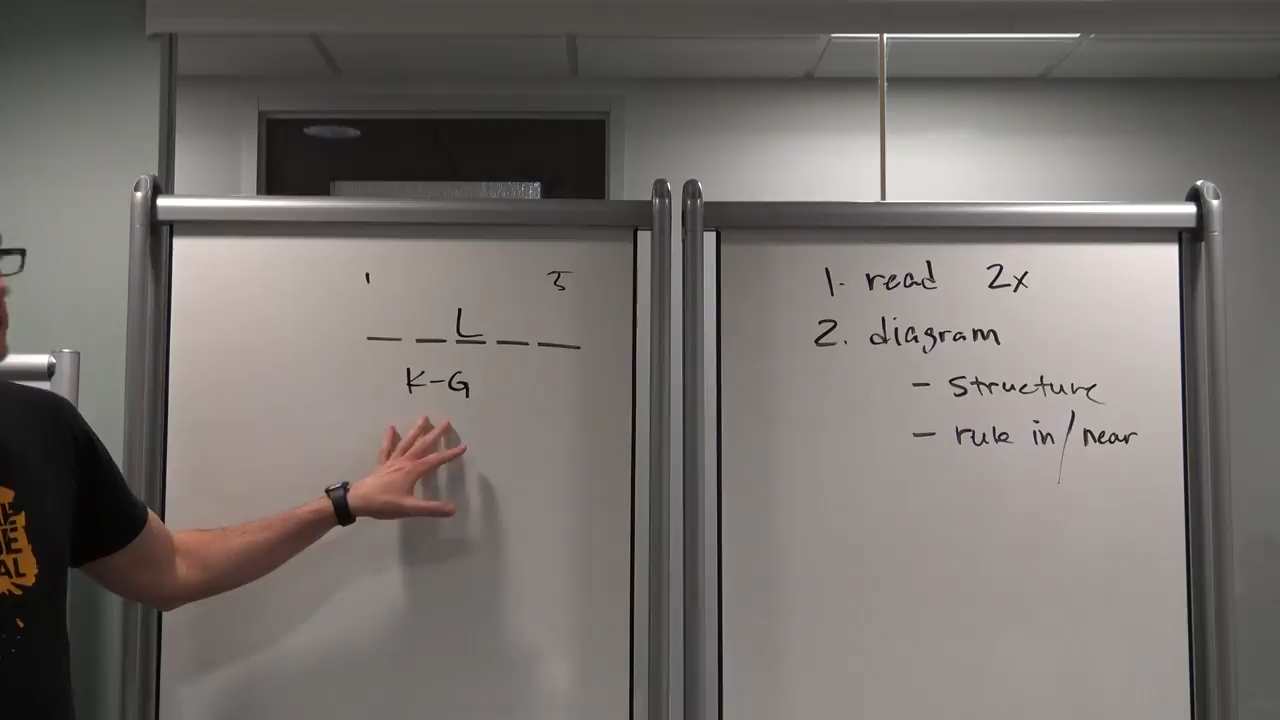 1 5
L
K-G
1. read 2x
2. diagram
- structure
- rule in/near